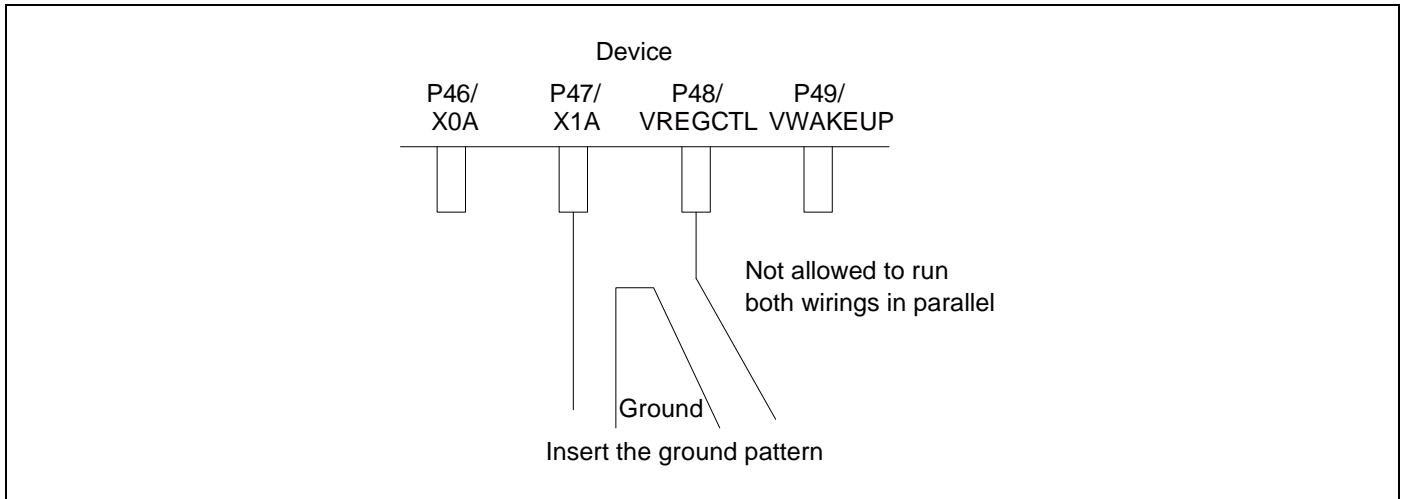 Device
P46/ P47/ P48/ P49/
X0A X1A VREGCTL VWAKEUP
Not allowed to run
both wirings in parallel
Ground
Insert the ground pattern